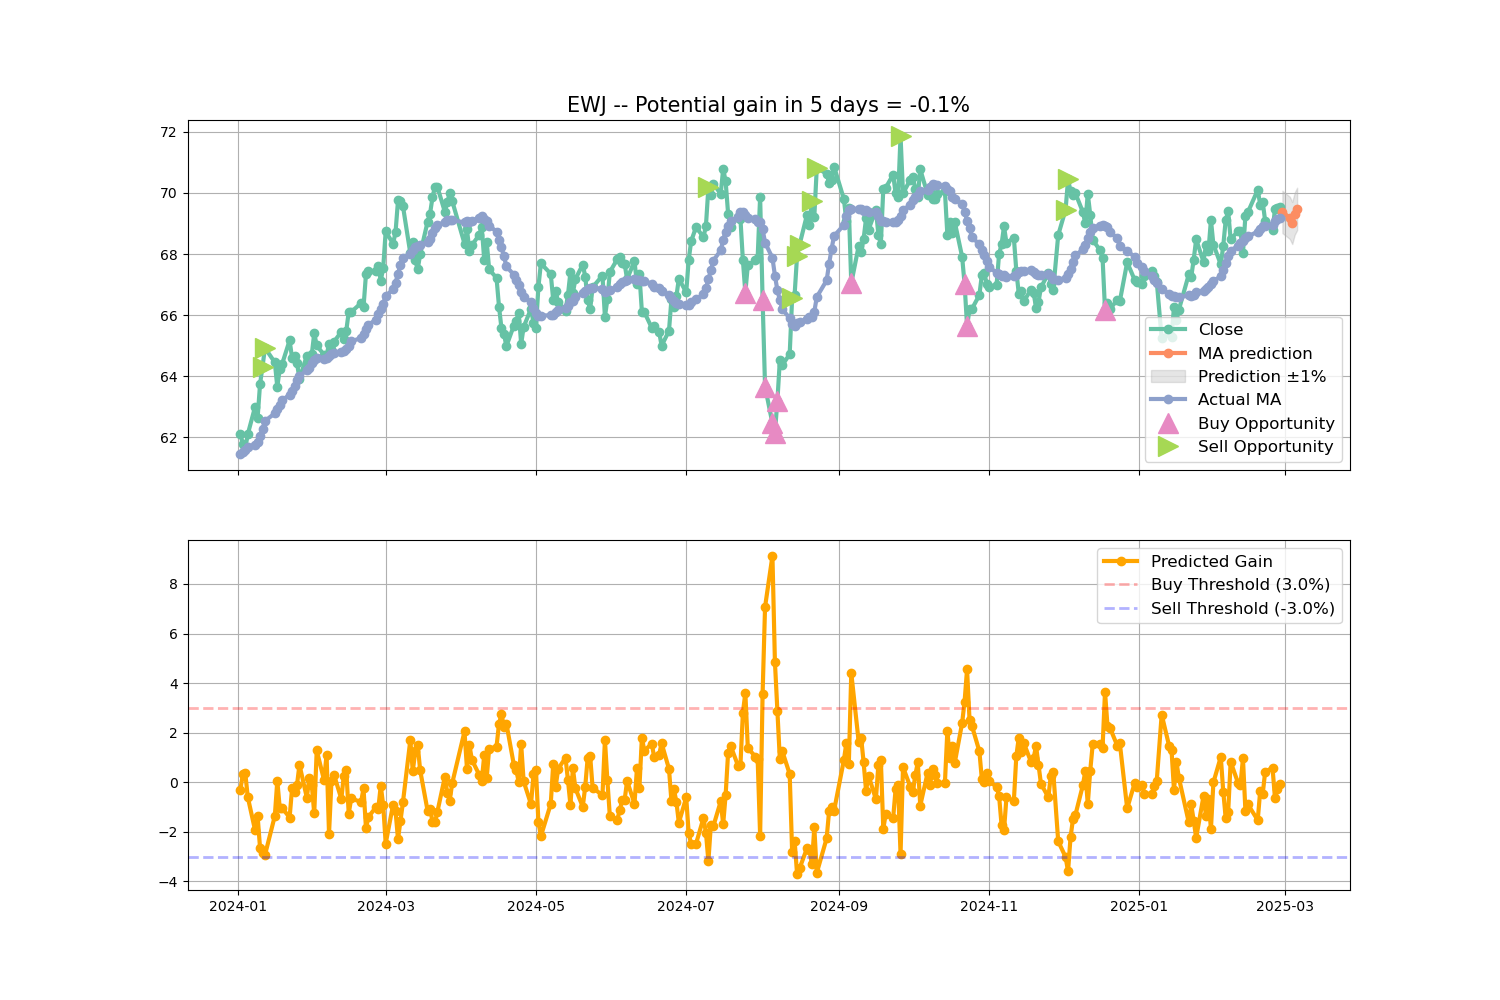 EWJ -- Potential gain in 5 days = -0.1%
72
70
68
66
64
62
Close
MA prediction
Prediction ±1%
Actual MA
Buy Opportunity
Sell Opportunity
8
6
4
2
0
−2
−4
Predicted Gain
Buy Threshold (3.0%)
Sell Threshold (-3.0%)
2024-01 2024-03 2024-05 2024-07 2024-09 2024-11 2025-01 2025-03